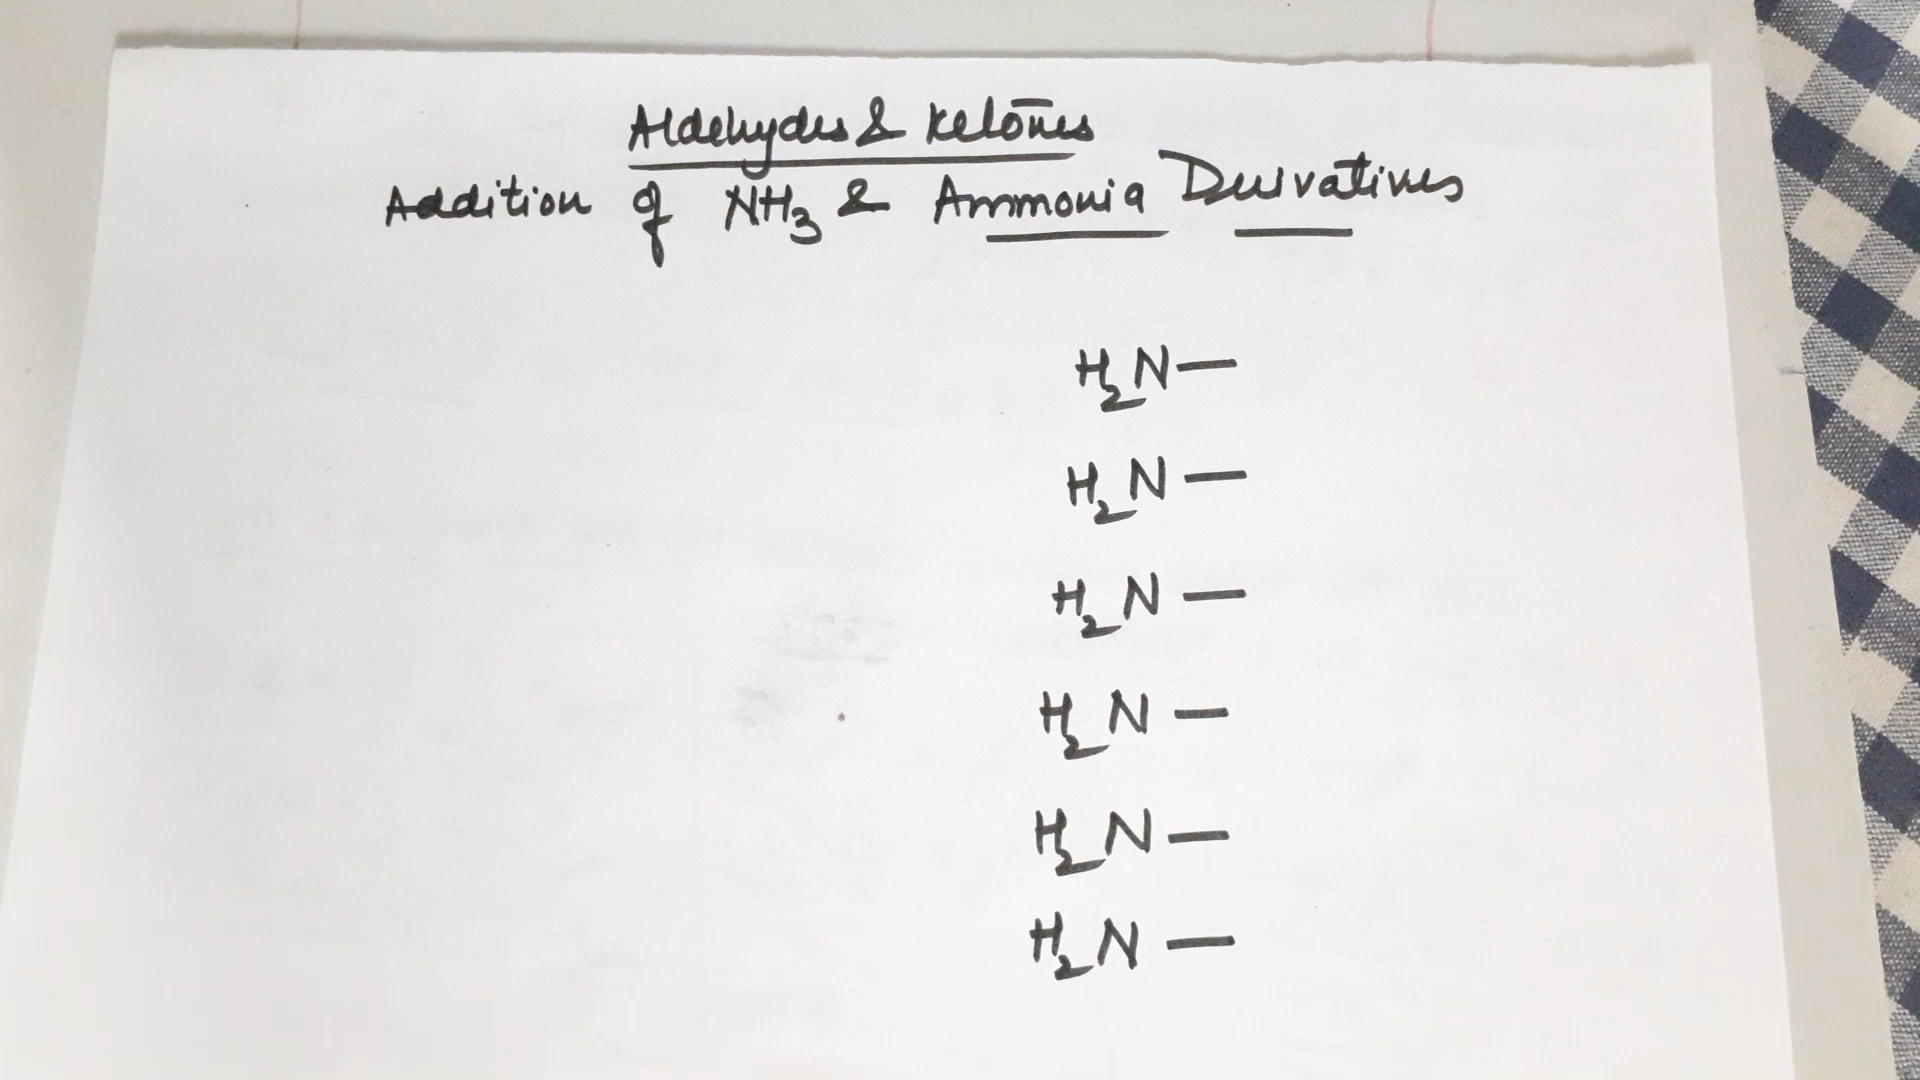 Aldehydes & Ketones
Addition of NH3 & Ammonia Derivatives
H2N—
H2N—
H2N—
H2N—
H2N—
H2N—